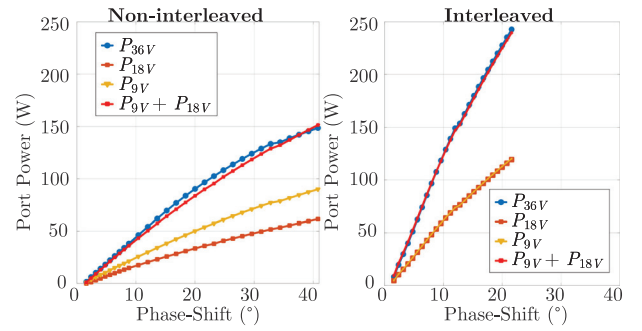 Non-interleaved
Port Power (W)
250
200
150
100
50
0
0
10
20
30
40
Phase-Shift (°)
P36V
P18V
P9V
P9V + P18V
Interleaved
Port Power (W)
250
200
150
100
50
0
0
10
20
30
40
Phase-Shift (°)
P36V
P18V
P9V
P9V + P18V